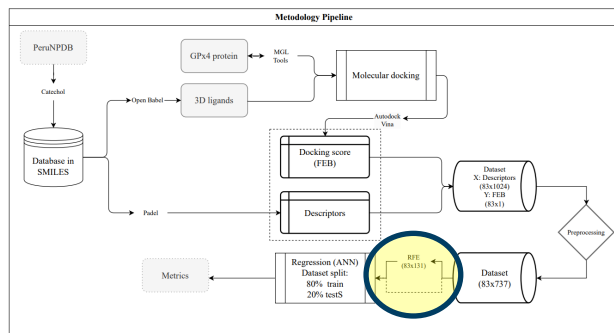 Metodology Pipeline
PeruNPDB
Catechol
Database in
SMILES
GPx4 protein
MGL
Tools
Open Babel
3D ligands
Molecular docking
Autodock
Vina
Docking score
(FEB)
Padel
Descriptors
Dataset
X: Descriptors
(83x1024)
Y: FEB
(83x1)
Preprocessing
Dataset
(83x737)
RFE
(83x131)
Regression (ANN)
Dataset split:
80% train
20% testS
Metrics